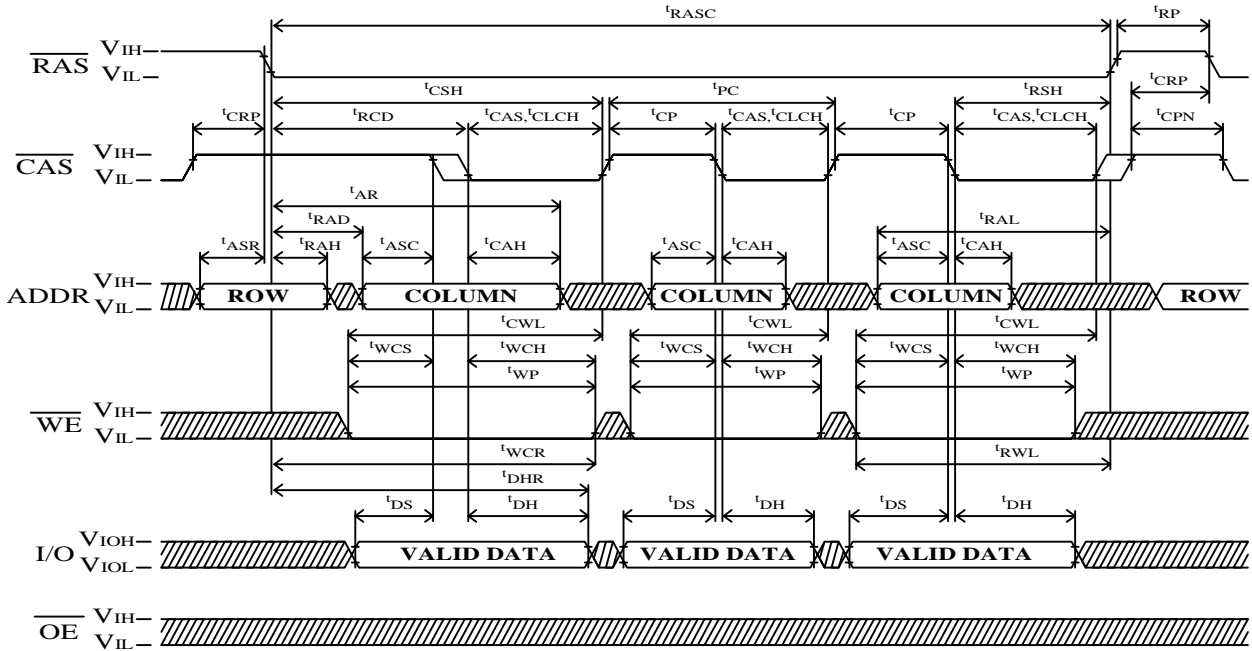 tRASC tRP
RAS VIH
VIL
tCSH tPC tRSH tCRP
tCRP tRCD tCAS,tCLCH tCP tCAS,tCLCH tCP tCAS,tCLCH tCPN
CAS VIH
VIL
tAR
tRAD tRAL
tASR tRAH tASC tCAH tASC tCAH tASC tCAH
ADDR VIH
VIL
ROW COLUMN COLUMN COLUMN ROW
tCWL tCWL tCWL
tWCS tWCH tWCS tWCH tWCS tWCH
tWP tWP tWP
WE VIH
VIL
tWCR tRWL
tDHR
tDS tDH tDS tDH tDS tDH
I/O VIOH
VIOL
VALID DATA VALID DATA VALID DATA
OE VIH
VIL